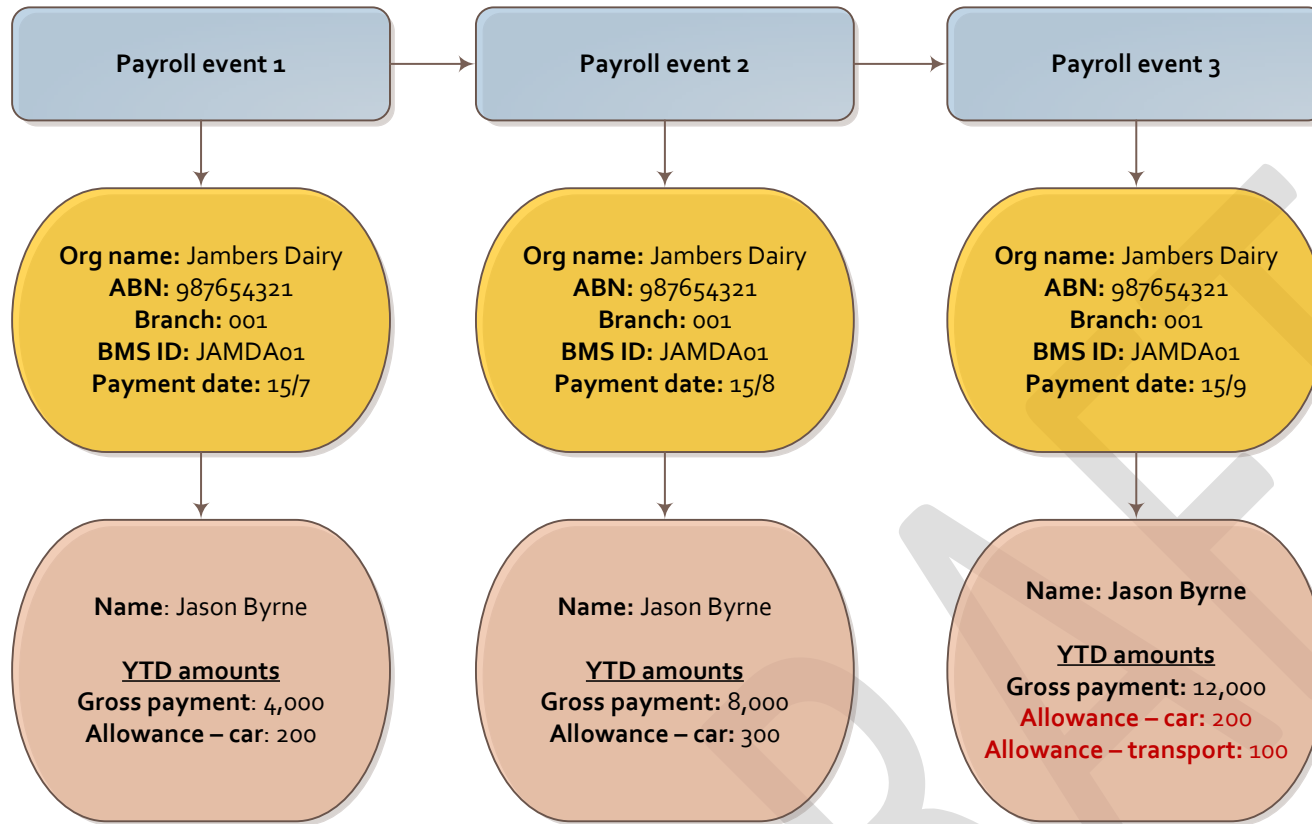 Payroll event 1
Payroll event 2
Payroll event 3
Org name: Jambers Dairy
ABN: 987654321
Branch: 001
BMS ID: JAMDA01
Payment date: 15/7
Org name: Jambers Dairy
ABN: 987654321
Branch: 001
BMS ID: JAMDA01
Payment date: 15/8
Org name: Jambers Dairy
ABN: 987654321
Branch: 001
BMS ID: JAMDA01
Payment date: 15/9
Name: Jason Byrne
YTD amounts
Gross payment: 4,000
Allowance – car: 200
Name: Jason Byrne
YTD amounts
Gross payment: 8,000
Allowance – car: 300
Name: Jason Byrne
YTD amounts
Gross payment: 12,000
Allowance – car: 200
Allowance – transport: 100